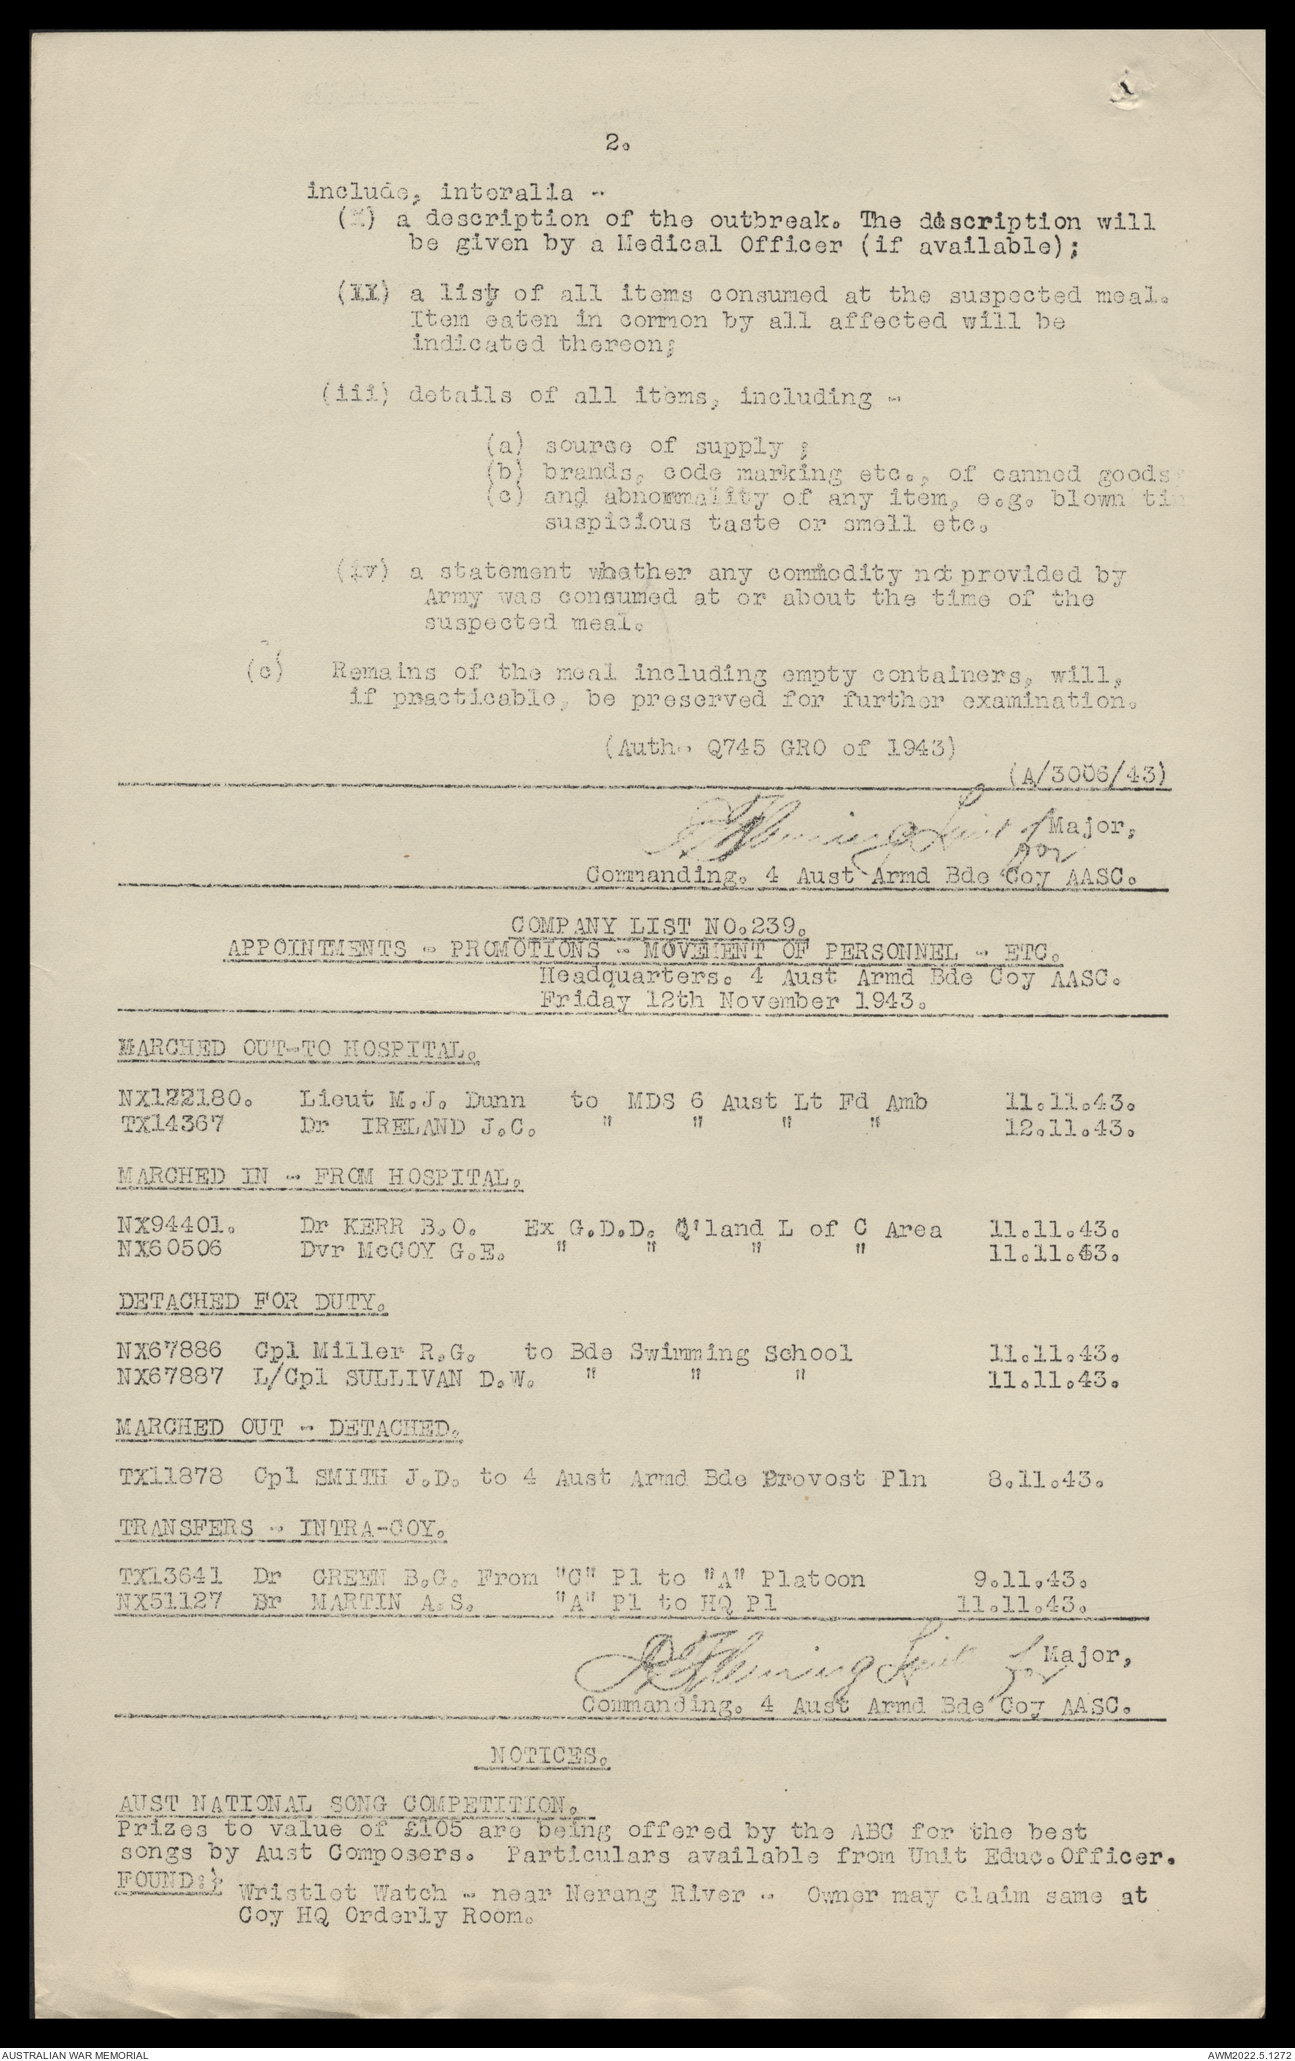 2.
include, interalia -
(i) a description of the outbreak. The description will
be given by a Medical Officer (if available);
(ii) a list of all items consumed at the suspected meal.
Item eaten in common by all affected will be
indicated thereon;
(iii) details of all items, including -
(a) source of supply ;
(b) brands, code marking etc., of canned goods
(c) and abnormality of any item, e.g. blown tin
suspicious taste or smell etc.
(iv) a statement whether any commodity not provided by
Army was consumed at or about the time of the
suspected meal.
(c) Remains of the meal including empty containers, will,
if practicable, be preserved for further examination.
(Auth. Q745 GRO of 1943)
(A/3006/43)
Fleming Lieut Major,
for
Commanding. 4 Aust Armd Bde Coy AASC.
COMPANY LIST NO.239.
APPOINTMENTS - PROMOTIONS - MOVEMENT OF PERSONNEL - ETC.
Headquarters. 4 Aust Armd Bde Coy AASC.
Friday 12th November 1943.
MARCHED OUT-TO HOSPITAL.
NX122180. Lieut M.J. Dunn to MDS 6 Aust Lt Fd Amb 11.11.43.
TX14367 Dr IRELAND J.C. " " " " 12.11.43.
MARCHED IN - FROM HOSPITAL.
NX94401. Dr KERR B.O. Ex G.D.D. Q'land L of C Area 11.11.43.
NX60506 Dvr McCOY G.E. " " " " 11.11.43.
DETACHED FOR DUTY.
NX67886 Cpl Miller R.G. to Bde Swimming School 11.11.43.
NX67887 L/Cpl SULLIVAN D.W. " " " 11.11.43.
MARCHED OUT - DETACHED.
TX11878 Cpl SMITH J.D. to 4 Aust Armd Bde Provost Pln 8.11.43.
TRANSFERS - INTRA-COY.
TX13641 Dr GREEN B.G. From "C" Pl to "A" Platoon 9.11.43.
NX51127 Dr MARTIN A.S. "A" Pl to HQ Pl 11.11.43.
Fleming Lieut Major,
for
Commanding. 4 Aust Armd Bde Coy AASC.
NOTICES.
AUST NATIONAL SONG COMPETITION.
Prizes to value of £105 are being offered by the ABC for the best
songs by Aust Composers. Particulars available from Unit Educ.Officer.
FOUND:
Wristlet Watch - near Nerang River - Owner may claim same at
Coy HQ Orderly Room.
AUSTRALIAN WAR MEMORIAL
AWM2022.5.1272